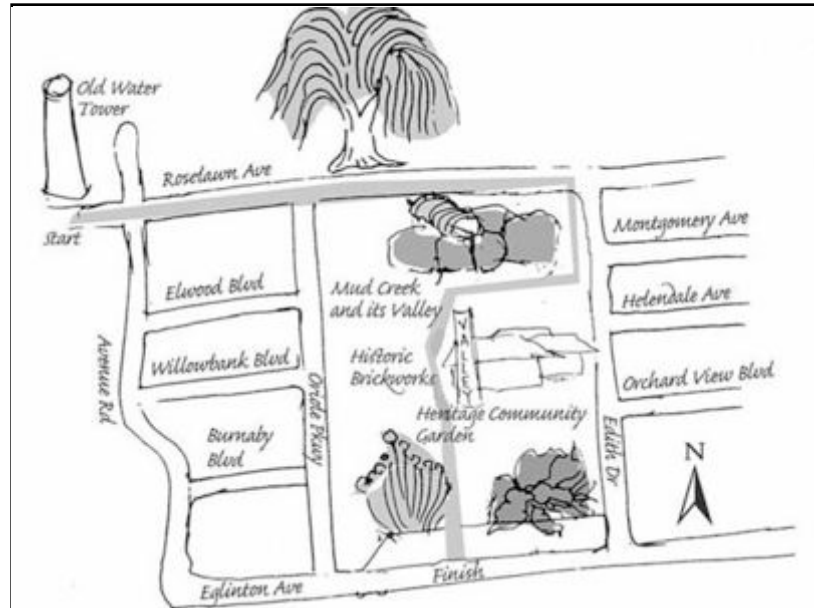 Old Water
Tower
Roselawn Ave
Start
Montgomery Ave
Elwood Blvd
Mud Creek
and its Valley
Helendale Ave
VALLEY
Willowbank Blvd
Historic
Brickworks
Orchard View Blvd
Avenue Rd
Oriole Pkwy
Heritage Community
Garden
Burnaby
Blvd
Edith Dr
N
Eglinton Ave
Finish